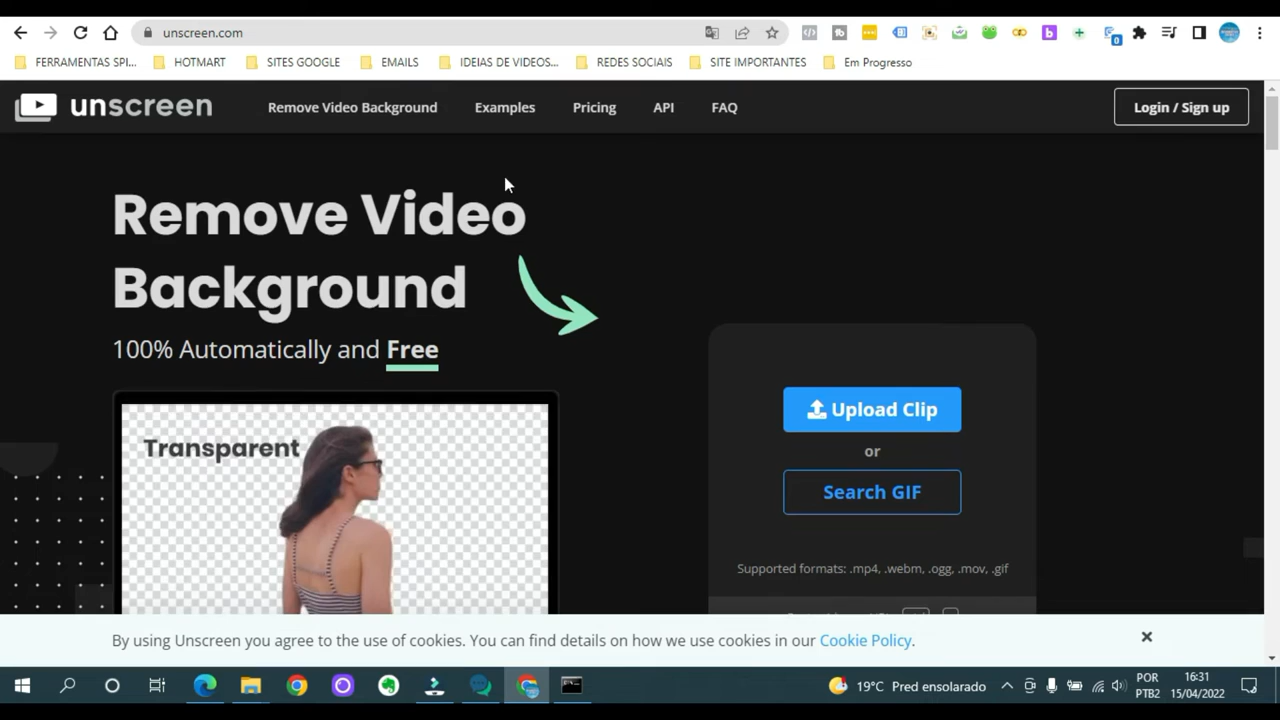 unscreen.com
FERRAMENTAS SPI...
HOTMART
SITES GOOGLE
EMAILS
IDEIAS DE VIDEOS...
REDES SOCIAIS
SITE IMPORTANTES
Em Progresso
unscreen
Remove Video Background
Examples
Pricing
API
FAQ
Login / Sign up
Remove Video
Background
100% Automatically and Free
Transparent
Upload Clip
or
Search GIF
Supported formats: .mp4, .webm, .ogg, .mov, .gif
By using Unscreen you agree to the use of cookies. You can find details on how we use cookies in our Cookie Policy.
19°C Pred ensolarado
POR
PTB2
16:31
15/04/2022